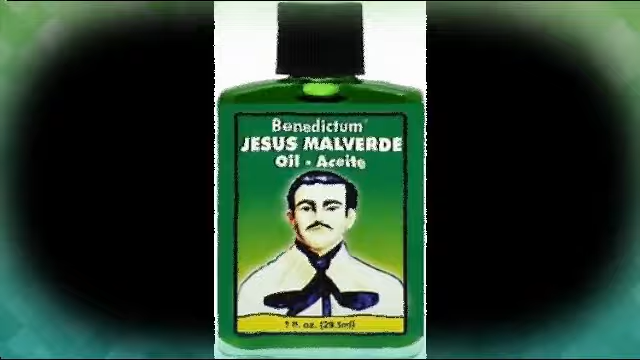 Benedictum
JESUS MALVERDE
Oil - Aceite
1 fl. oz. (29.5ml)